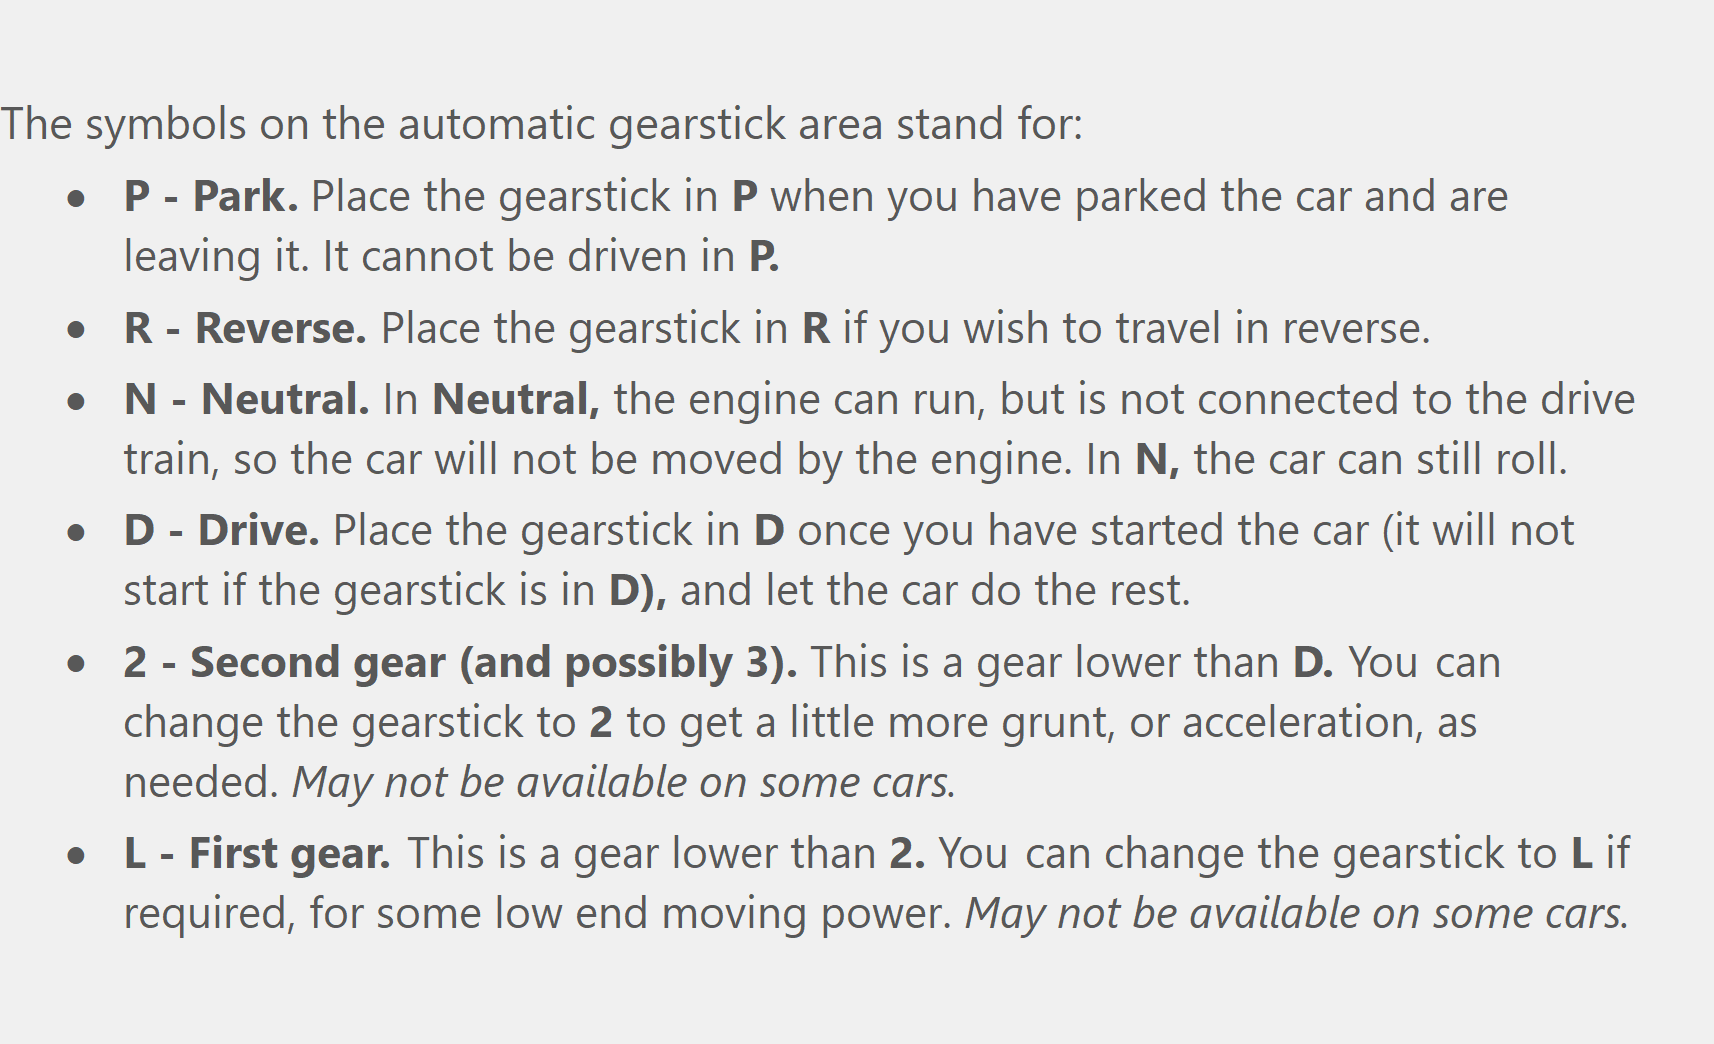 The symbols on the automatic gearstick area stand for:
● P - Park. Place the gearstick in P when you have parked the car and are
leaving it. It cannot be driven in P.
● R - Reverse. Place the gearstick in R if you wish to travel in reverse.
● N - Neutral. In Neutral, the engine can run, but is not connected to the drive
train, so the car will not be moved by the engine. In N, the car can still roll.
● D - Drive. Place the gearstick in D once you have started the car (it will not
start if the gearstick is in D), and let the car do the rest.
● 2 - Second gear (and possibly 3). This is a gear lower than D. You can
change the gearstick to 2 to get a little more grunt, or acceleration, as
needed. May not be available on some cars.
● L - First gear. This is a gear lower than 2. You can change the gearstick to L if
required, for some low end moving power. May not be available on some cars.